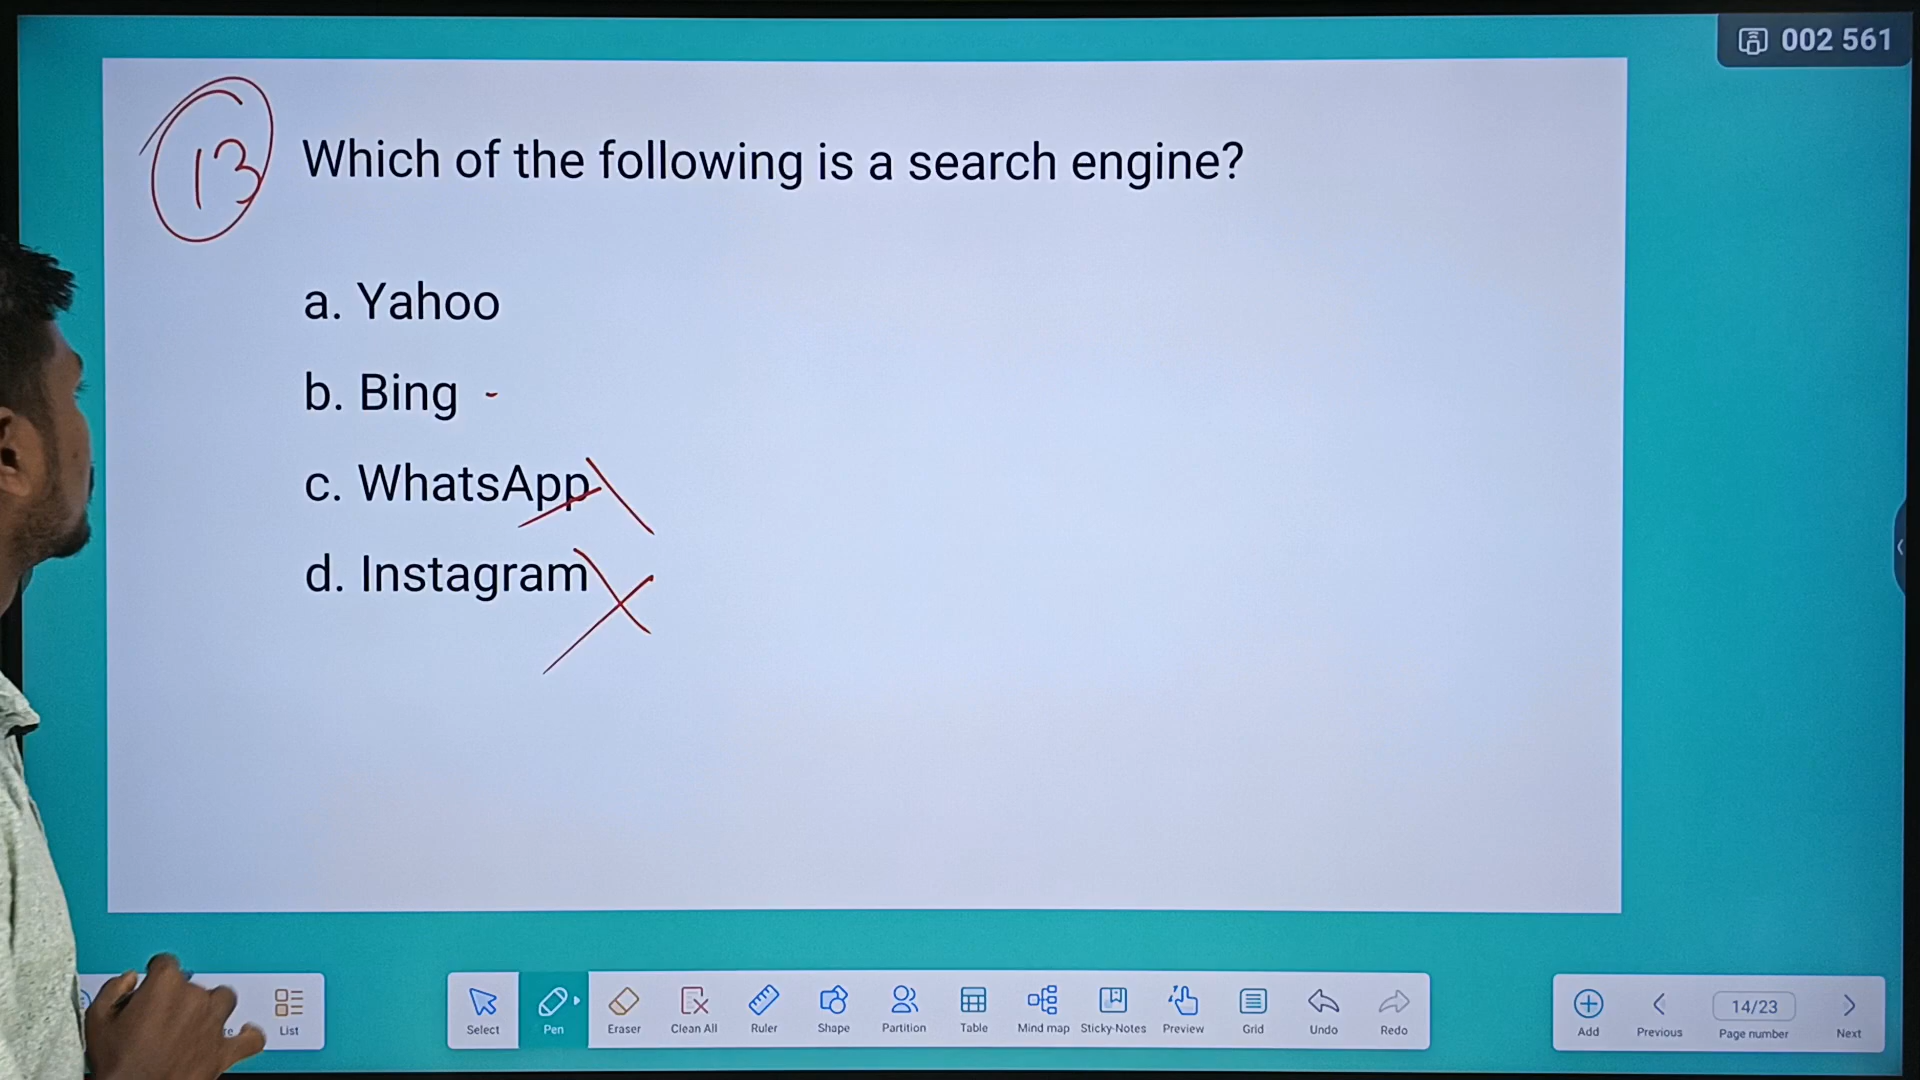 002 561
13 Which of the following is a search engine?
a. Yahoo
b. Bing -
c. WhatsApp
d. Instagram
List
Select
Pen
Eraser
Clean All
Ruler
Shape
Partition
Table
Mind map
Sticky-Notes
Preview
Grid
Undo
Redo
Add
Previous
14/23
Page number
Next